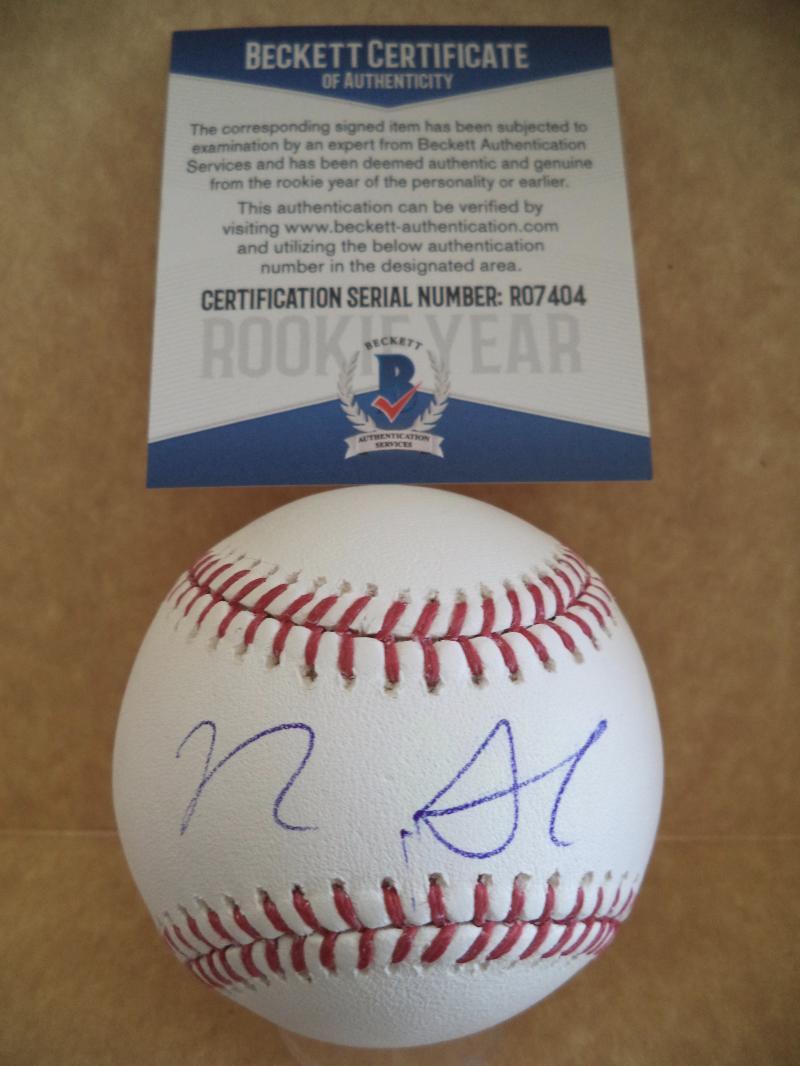 BECKETT CERTIFICATE
OF AUTHENTICITY
The corresponding signed item has been subjected to
examination by an expert from Beckett Authentication
Services and has been deemed authentic and genuine
from the rookie year of the personality or earlier.
This authentication can be verified by
visiting www.beckett-authentication.com
and utilizing the below authentication
number in the designated area.
CERTIFICATION SERIAL NUMBER: R07404
ROOKIE YEAR
BECKETT
B
AUTHENTICATION
SERVICES